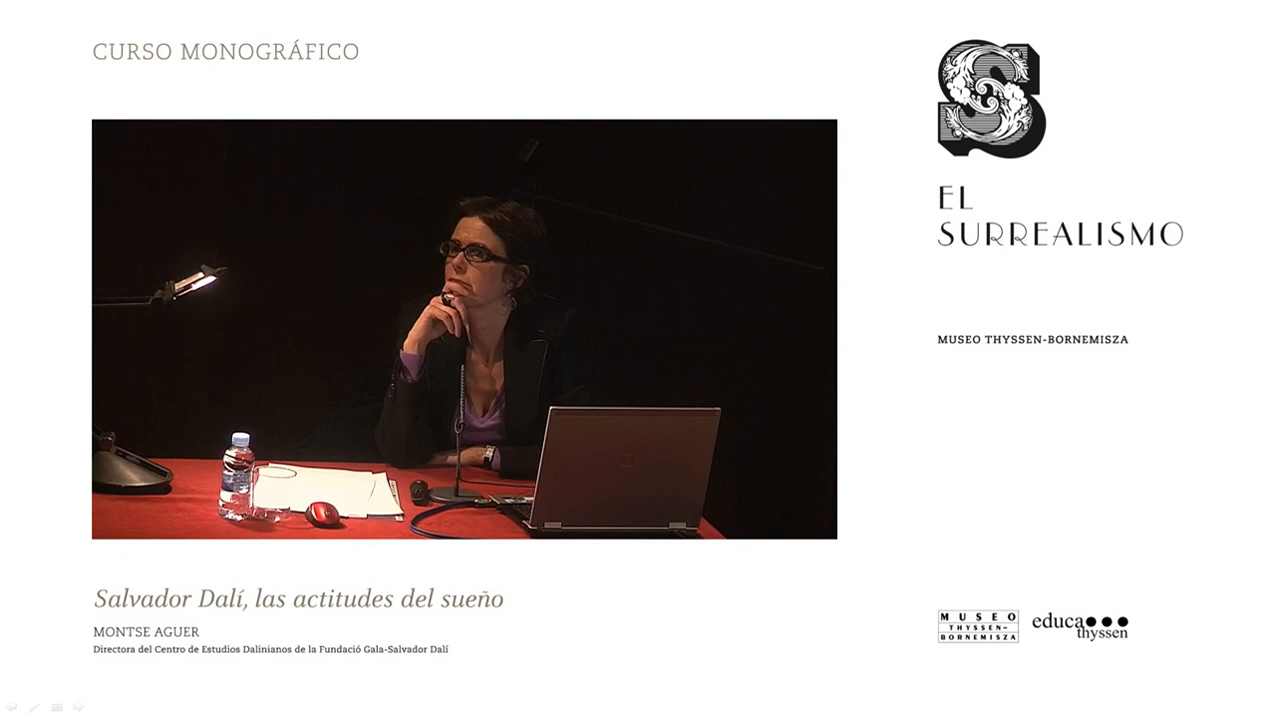 CURSO MONOGRÁFICO
S
EL
SURREALISMO
MUSEO THYSSEN-BORNEMISZA
Salvador Dalí, las actitudes del sueño
MONTSE AGUER
Directora del Centro de Estudios Dalinianos de la Fundació Gala-Salvador Dalí
MUSEO
THYSSEN-
BORNEMISZA
educa
thyssen